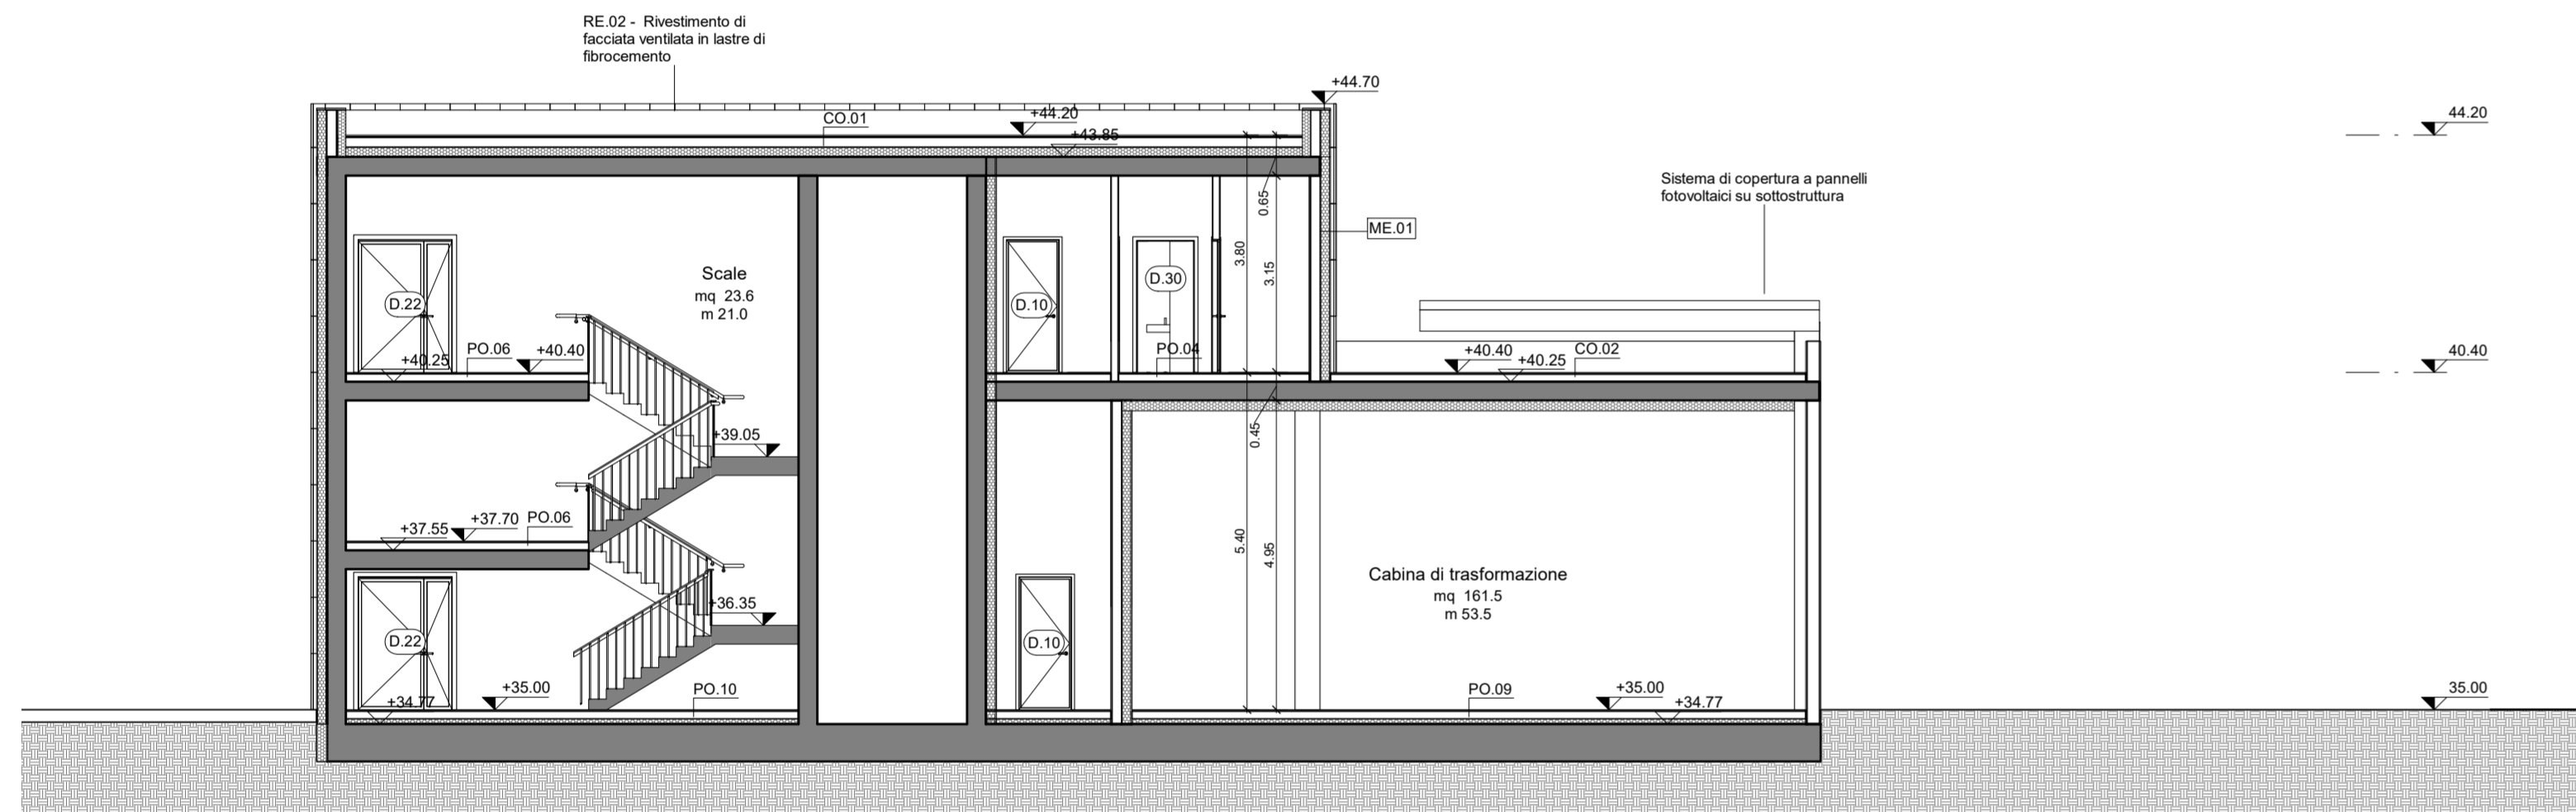 RE.02 - Rivestimento di
facciata ventilata in lastre di
fibrocemento
+44.70
CO.01
+44.20
+43.85
44.20
Sistema di copertura a pannelli
fotovoltaici su sottostruttura
0.65
ME.01
3.80
3.15
Scale
mq 23.6
m 21.0
D.22
D.10
D.30
+40.25
PO.06
+40.40
PO.04
+40.40
+40.25
CO.02
40.40
+39.05
0.45
+37.55
+37.70
PO.06
5.40
4.95
Cabina di trasformazione
mq 161.5
m 53.5
+36.35
D.22
D.10
+34.77
+35.00
PO.10
PO.09
+35.00
+34.77
35.00